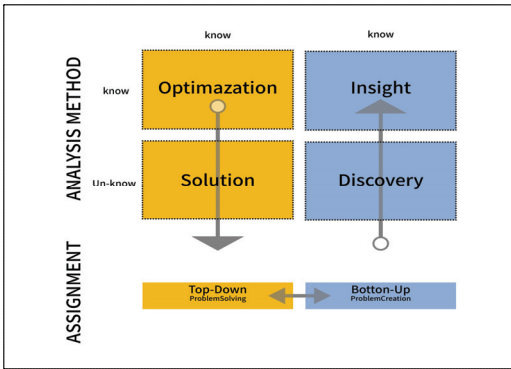 know
know
ANALYSIS METHOD
know
Optimazation
Insight
Un-know
Solution
Discovery
ASSIGNMENT
Top-Down
ProblemSolving
Botton-Up
ProblemCreation